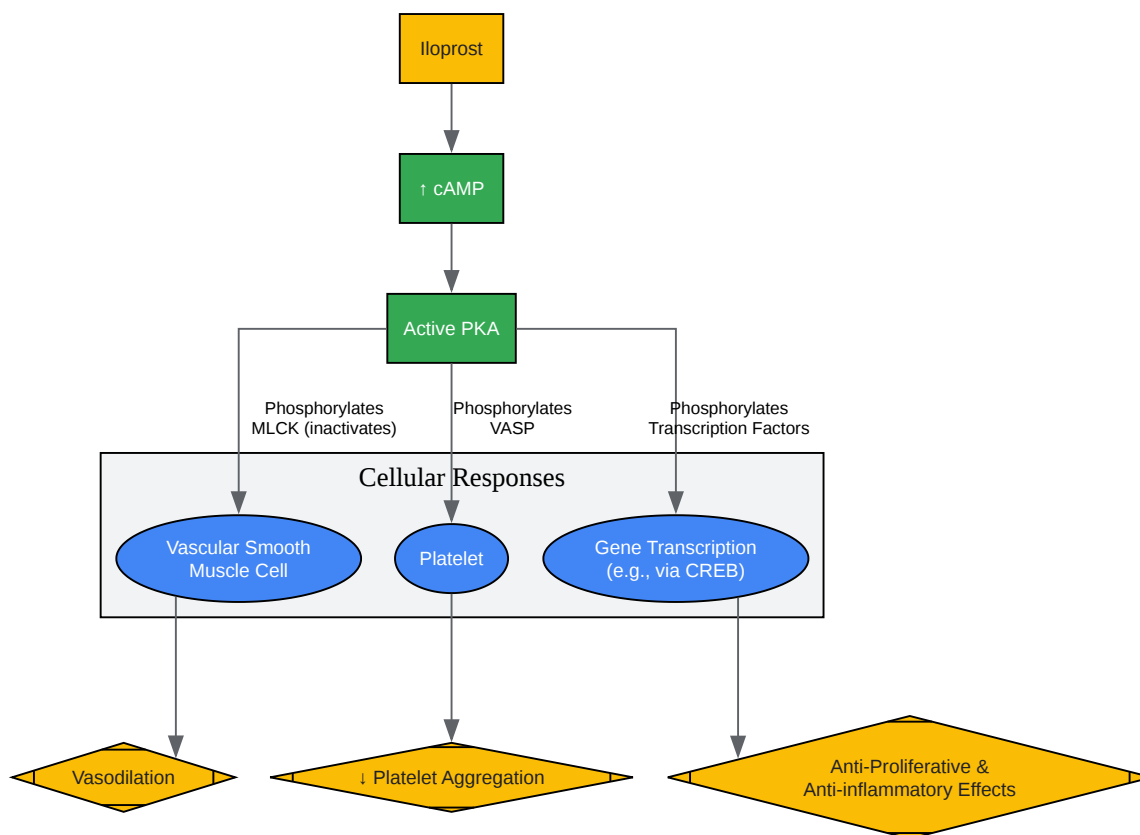 Iloprost
↑ cAMP
Active PKA
Phosphorylates
MLCK (inactivates)
Phosphorylates
VASP
Phosphorylates
Transcription Factors
Cellular Responses
Vascular Smooth
Muscle Cell
Platelet
Gene Transcription
(e.g., via CREB)
Vasodilation
↓ Platelet Aggregation
Anti-Proliferative &
Anti-inflammatory Effects